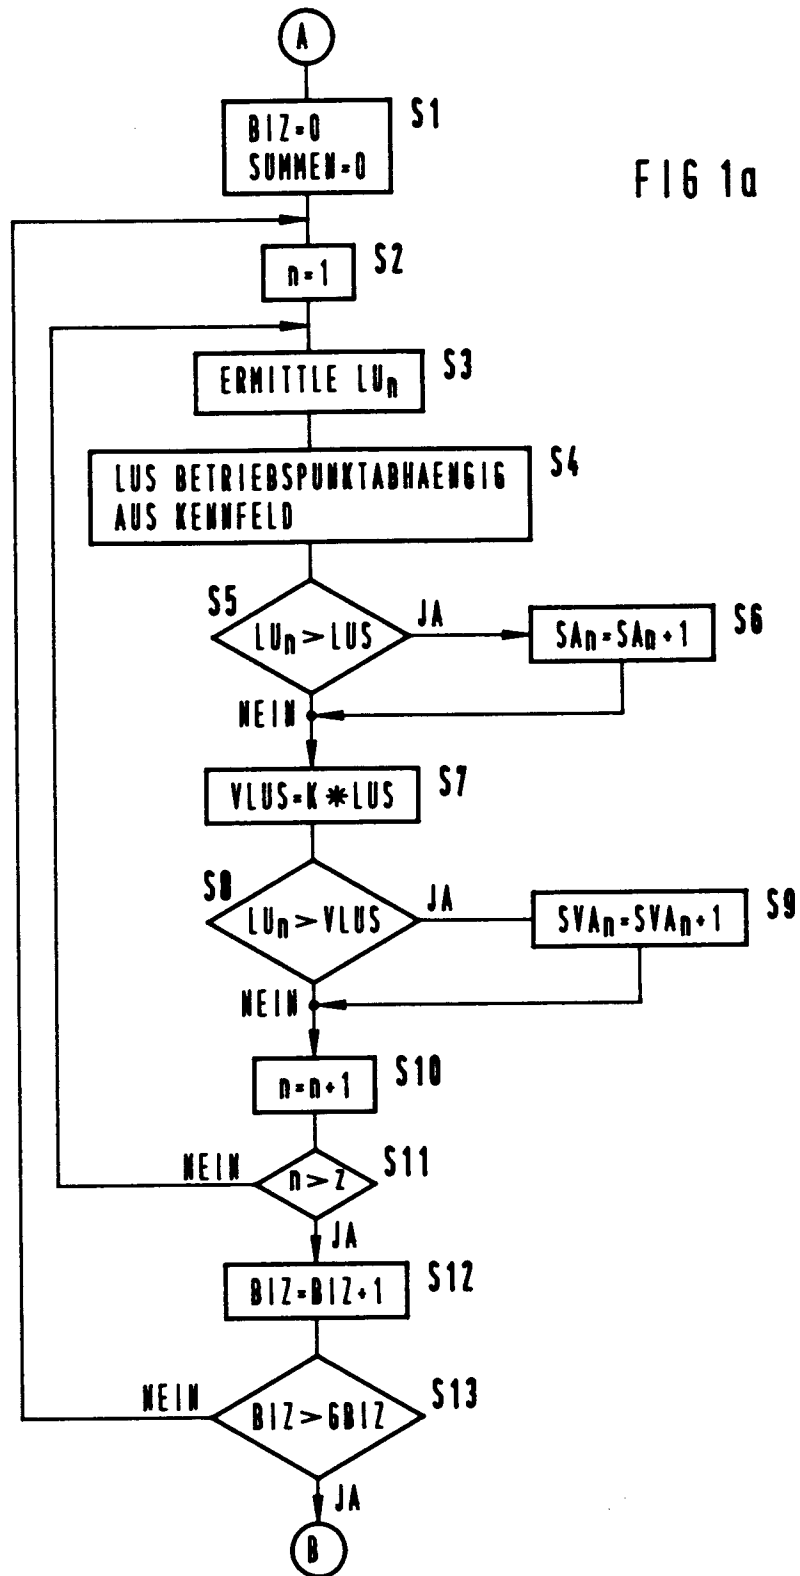 A
S1
BIZ=0
SUMMEN=0
FIG 1a
S2
n=1
S3
ERMITTLE LUn
S4
LUS BETRIEBSPUNKTABHAENGIG
AUS KENNFELD
S5
LUn>LUS
JA
SAn=SAn+1
S6
NEIN
VLUS=K*LUS
S7
S8
LUn>VLUS
JA
SVAn=SVAn+1
S9
NEIN
n=n+1
S10
NEIN
n>Z
S11
JA
BIZ=BIZ+1
S12
NEIN
BIZ>GBIZ
S13
JA
B